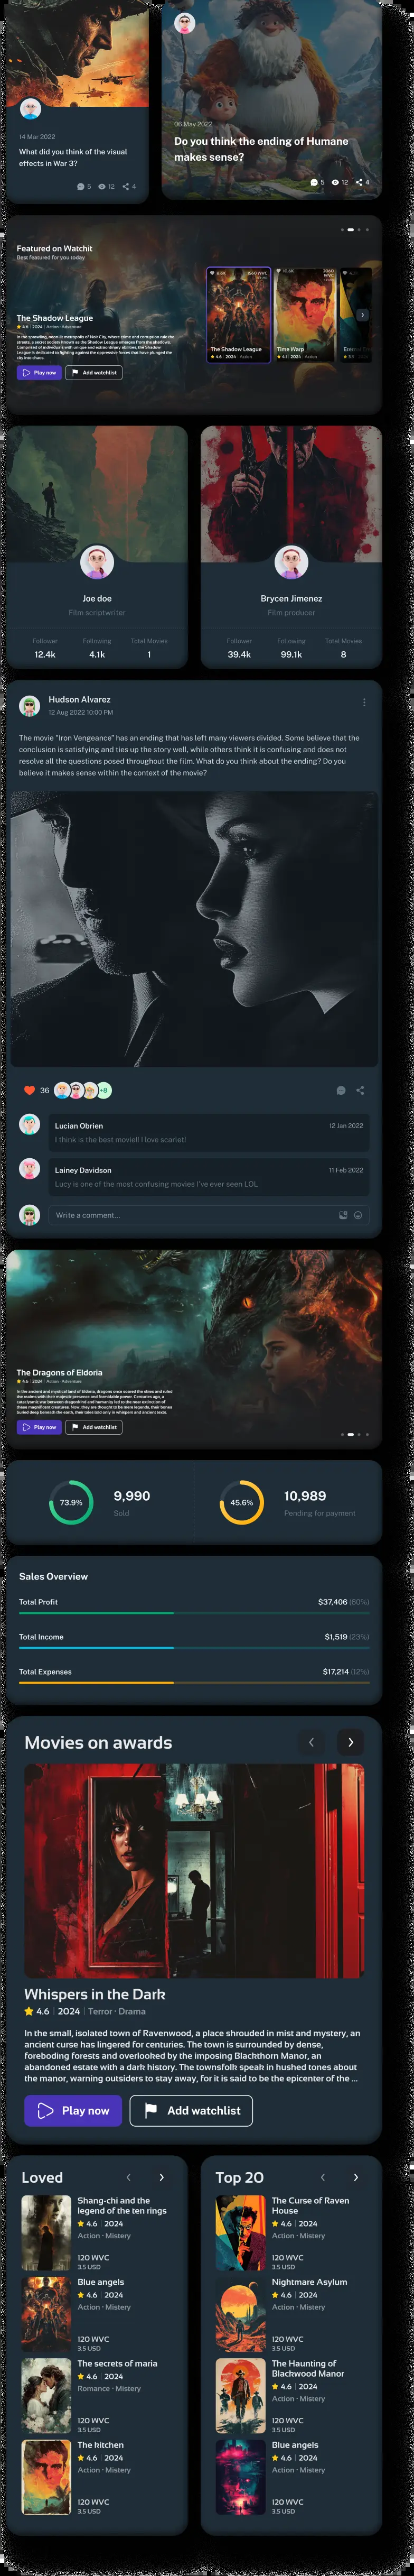 14 Mar 2022
What did you think of the visual
effects in War 3?
5 12 4
06 May 2022
Do you think the ending of Humane
makes sense?
5 12 4
Featured on Watchit
Best featured for you today
The Shadow League
4.6 | 2024 | Action · Adventure
In the sprawling, neon-lit metropolis of Noir City, where crime and corruption rule the
streets, a secret society known as the Shadow League emerges from the shadows.
Comprised of individuals with unique and extraordinary abilities, the Shadow
League is dedicated to fighting against the oppressive forces that have plunged the
city into chaos.
Play now
Add watchlist
The Shadow League
4.6 | 2024 | Action
Time Warp
4.1 | 2024 | Action
Joe doe
Film scriptwriter
Follower Following Total Movies
12.4k 4.1k 1
Brycen Jimenez
Film producer
Follower Following Total Movies
39.4k 99.1k 8
Hudson Alvarez
12 Aug 2022 10:00 PM
The movie "Iron Vengeance" has an ending that has left many viewers divided. Some believe that the
conclusion is satisfying and ties up the story well, while others think it is confusing and does not
resolve all the questions posed throughout the film. What do you think about the ending? Do you
believe it makes sense within the context of the movie?
36
+8
Lucian Obrien
12 Jan 2022
I think is the best movie!! I love scarlet!
Lainey Davidson
11 Feb 2022
Lucy is one of the most confusing movies I've ever seen LOL
Write a comment...
The Dragons of Eldoria
4.6 | 2024 | Action · Adventure
In the ancient and mystical land of Eldoria, dragons once soared the skies and ruled
the realms with their majestic presence and formidable power. Centuries ago, a
cataclysmic war between dragonkind and humanity led to the near extinction of
these magnificent creatures. Now, they are thought to be mere legends, their bones
buried deep beneath the earth, their tales told only in whispers and ancient texts.
Play now
Add watchlist
73.9%
9,990
Sold
45.6%
10,989
Pending for payment
Sales Overview
Total Profit
$37,406 (60%)
Total Income
$1,519 (23%)
Total Expenses
$17,214 (12%)
Movies on awards
Whispers in the Dark
4.6 | 2024 | Terror · Drama
In the small, isolated town of Ravenwood, a place shrouded in mist and mystery, an
ancient curse has lingered for centuries. The town is surrounded by dense,
foreboding forests and overlooked by the imposing Blackthorn Manor, an
abandoned estate with a dark history. The townsfolk speak in hushed tones about
the manor, warning outsiders to stay away, for it is said to be the epicenter of the ...
Play now
Add watchlist
Loved
Shang-chi and the
legend of the ten rings
4.6 | 2024
Action · Mistery
120 WVC
3.5 USD
Blue angels
4.6 | 2024
Action · Mistery
120 WVC
3.5 USD
The secrets of maria
4.6 | 2024
Romance · Mistery
120 WVC
3.5 USD
The kitchen
4.6 | 2024
Action · Mistery
120 WVC
3.5 USD
Top 20
The Curse of Raven
House
4.6 | 2024
Action · Mistery
120 WVC
3.5 USD
Nightmare Asylum
4.6 | 2024
Action · Mistery
120 WVC
3.5 USD
The Haunting of
Blackwood Manor
4.6 | 2024
Action · Mistery
120 WVC
3.5 USD
Blue angels
4.6 | 2024
Action · Mistery
120 WVC
3.5 USD